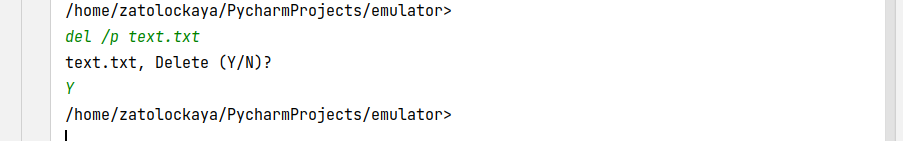 /home/zatolockaya/PycharmProjects/emulator>
del /p text.txt
text.txt, Delete (Y/N)?
Y
/home/zatolockaya/PycharmProjects/emulator>